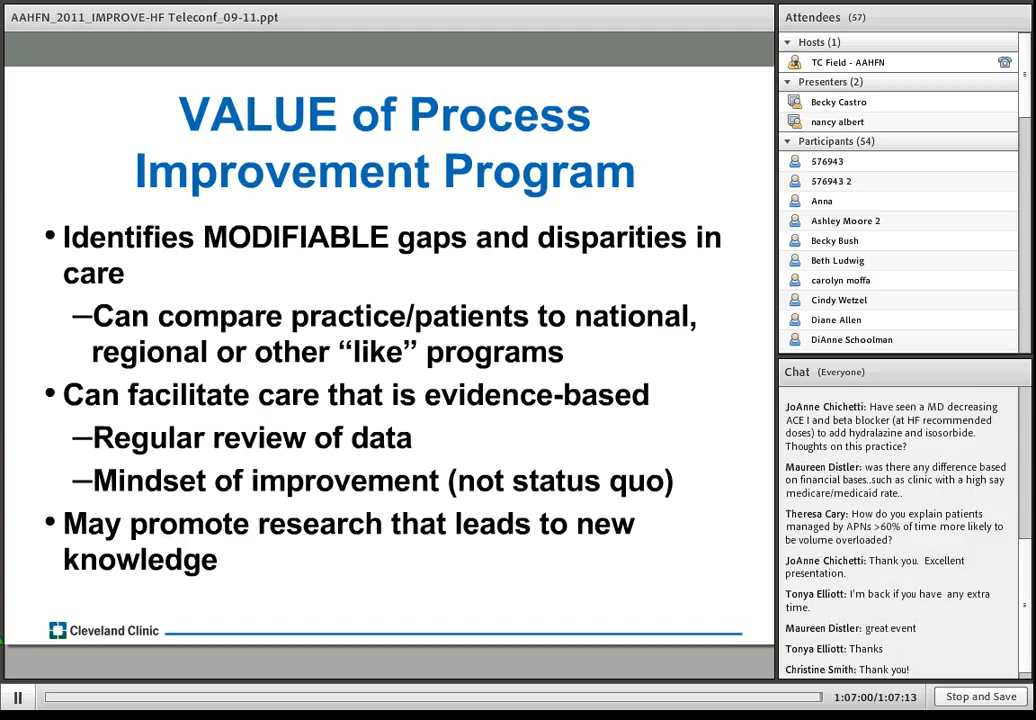 AAHFN_2011_IMPROVE-HF Teleconf_09-11.ppt
VALUE of Process
Improvement Program
• Identifies MODIFIABLE gaps and disparities in
care
–Can compare practice/patients to national,
regional or other “like” programs
• Can facilitate care that is evidence-based
–Regular review of data
–Mindset of improvement (not status quo)
• May promote research that leads to new
knowledge
Cleveland Clinic
Attendees (57)
Hosts (1)
TC Field - AAHFN
Presenters (2)
Becky Castro
nancy albert
Participants (54)
576943
576943 2
Anna
Ashley Moore 2
Becky Bush
Beth Ludwig
carolyn moffa
Cindy Wetzel
Diane Allen
DiAnne Schoolman
Chat (Everyone)
JoAnne Chichetti: Have seen a MD decreasing
ACE I and beta blocker (at HF recommended
doses) to add hydralazine and isosorbide.
Thoughts on this practice?
Maureen Distler: was there any difference based
on financial bases..such as clinic with a high say
medicare/medicaid rate..
Theresa Cary: How do you explain patients
managed by APNs >60% of time more likely to
be volume overloaded?
JoAnne Chichetti: Thank you. Excellent
presentation.
Tonya Elliott: I'm back if you have any extra
time.
Maureen Distler: great event
Tonya Elliott: Thanks
Christine Smith: Thank you!
1:07:00/1:07:13
Stop and Save